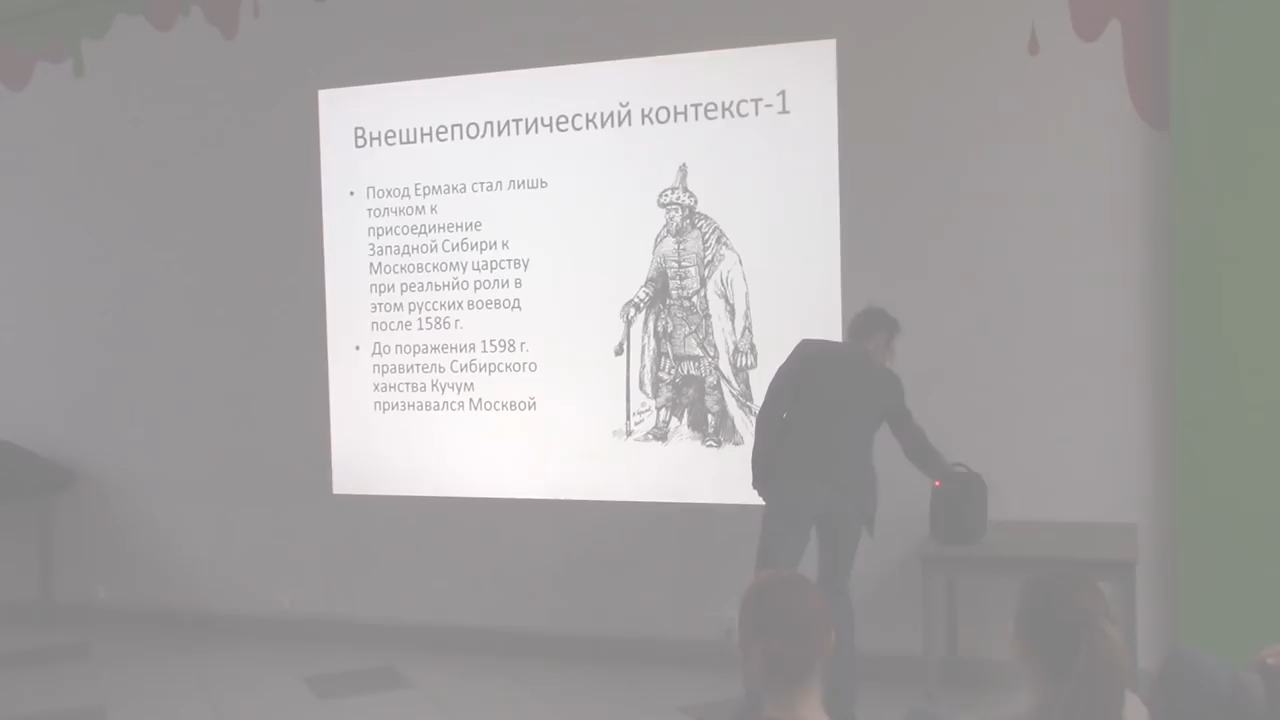 Внешнеполитический контекст-1
• Поход Ермака стал лишь
толчком к
присоединение
Западной Сибири к
Московскому царству
при реальнйо роли в
этом русских воевод
после 1586 г.
• До поражения 1598 г.
правитель Сибирского
ханства Кучум
признавался Москвой